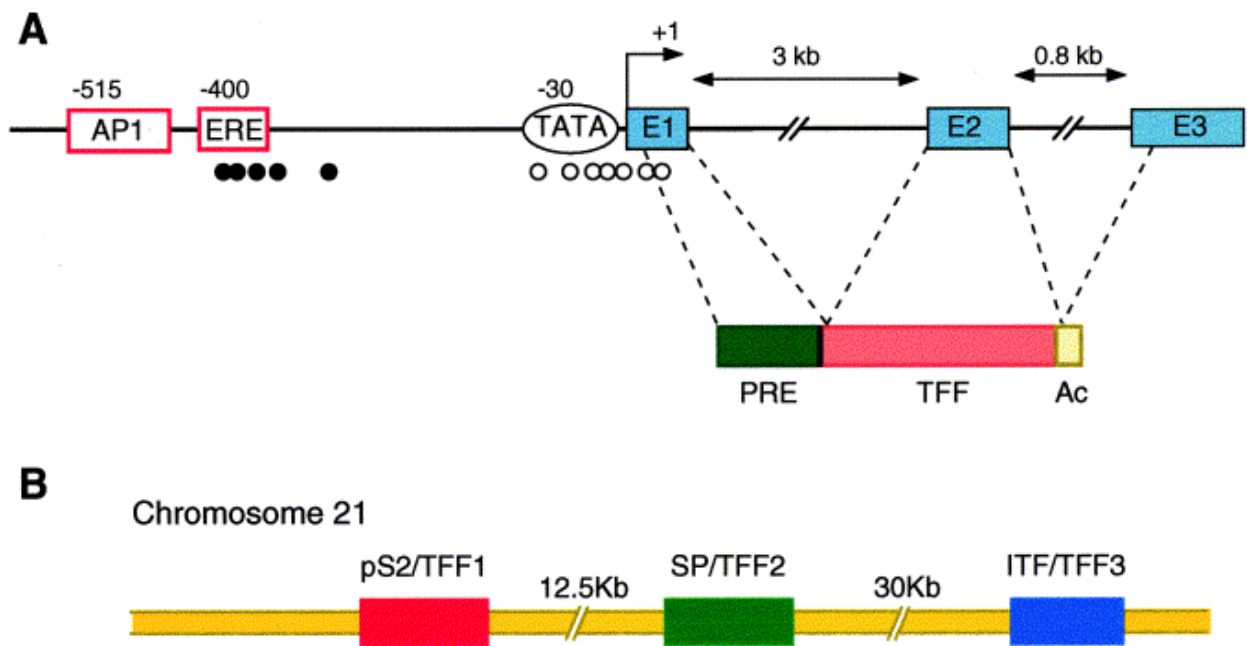 A
+1
3 kb
0.8 kb
-515
-400
-30
AP1
ERE
TATA
E1
E2
E3
PRE
TFF
Ac
B
Chromosome 21
pS2/TFF1
SP/TFF2
ITF/TFF3
12.5Kb
30Kb